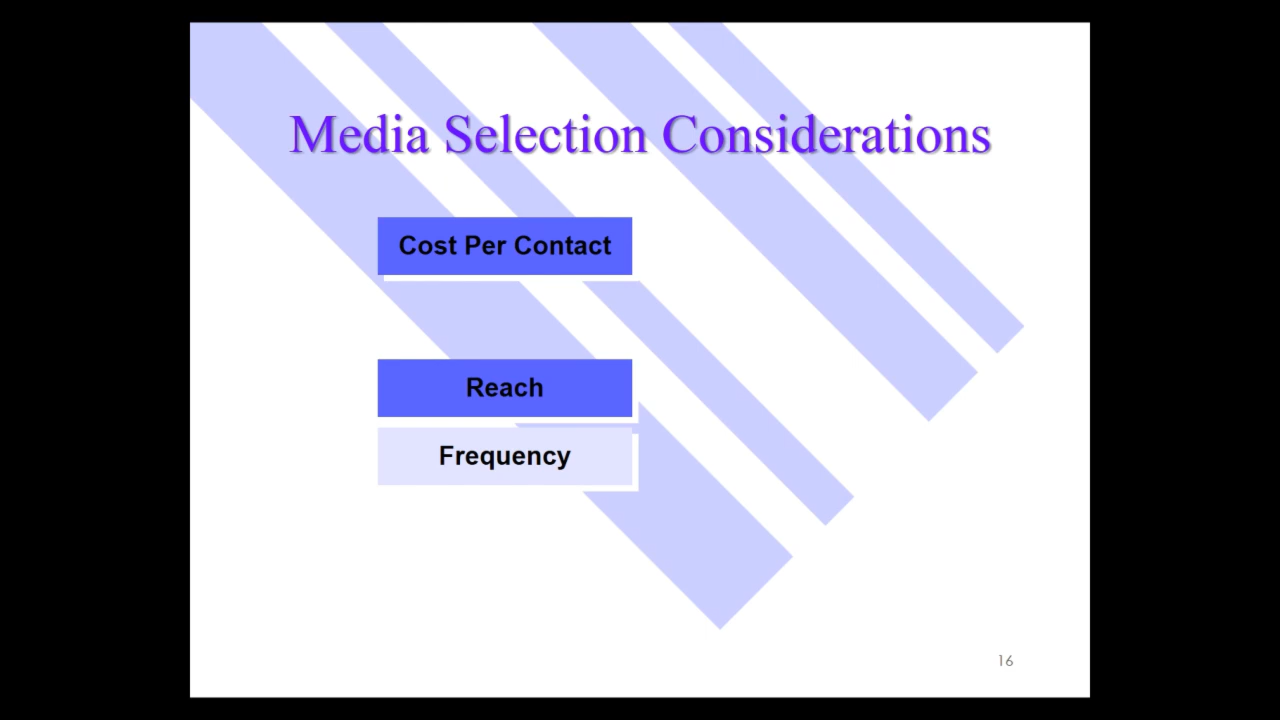 Media Selection Considerations
Cost Per Contact
Reach
Frequency
16